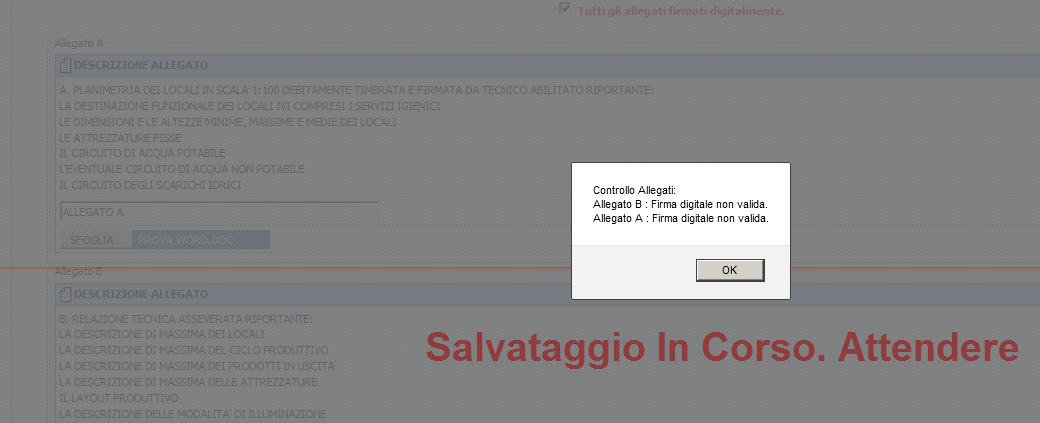 Tutti gli allegati firmati digitalmente.
Allegato A
DESCRIZIONE ALLEGATO
A. PLANIMETRIA DEI LOCALI IN SCALA 1:100 DEBITAMENTE TIMBRATA E FIRMATA DA TECNICO ABILITATO RIPORTANTE:
LA DESTINAZIONE FUNZIONALE DEI LOCALI IVI COMPRESI I SERVIZI IGIENICI
LE DIMENSIONI E LE ALTEZZE MINIME, MASSIME E MEDIE DEI LOCALI
LE ATTREZZATURE FISSE
IL CIRCUITO DI ACQUA POTABILE
L'EVENTUALE CIRCUITO DI ACQUA NON POTABILE
IL CIRCUITO DEGLI SCARICHI IDRICI
ALLEGATO A
SFOGLIA... PROVA WORD.DOC
Controllo Allegati:
Allegato B : Firma digitale non valida.
Allegato A : Firma digitale non valida.
OK
Allegato B
DESCRIZIONE ALLEGATO
B. RELAZIONE TECNICA ASSEVERATA RIPORTANTE:
LA DESCRIZIONE DI MASSIMA DEI LOCALI
LA DESCRIZIONE DI MASSIMA DEL CICLO PRODUTTIVO
LA DESCRIZIONE DI MASSIMA DEI PRODOTTI IN USCITA
LA DESCRIZIONE DI MASSIMA DELLE ATTREZZATURE
IL LAYOUT PRODUTTIVO
LA DESCRIZIONE DELLE MODALITA' DI ILLUMINAZIONE
Salvataggio In Corso. Attendere